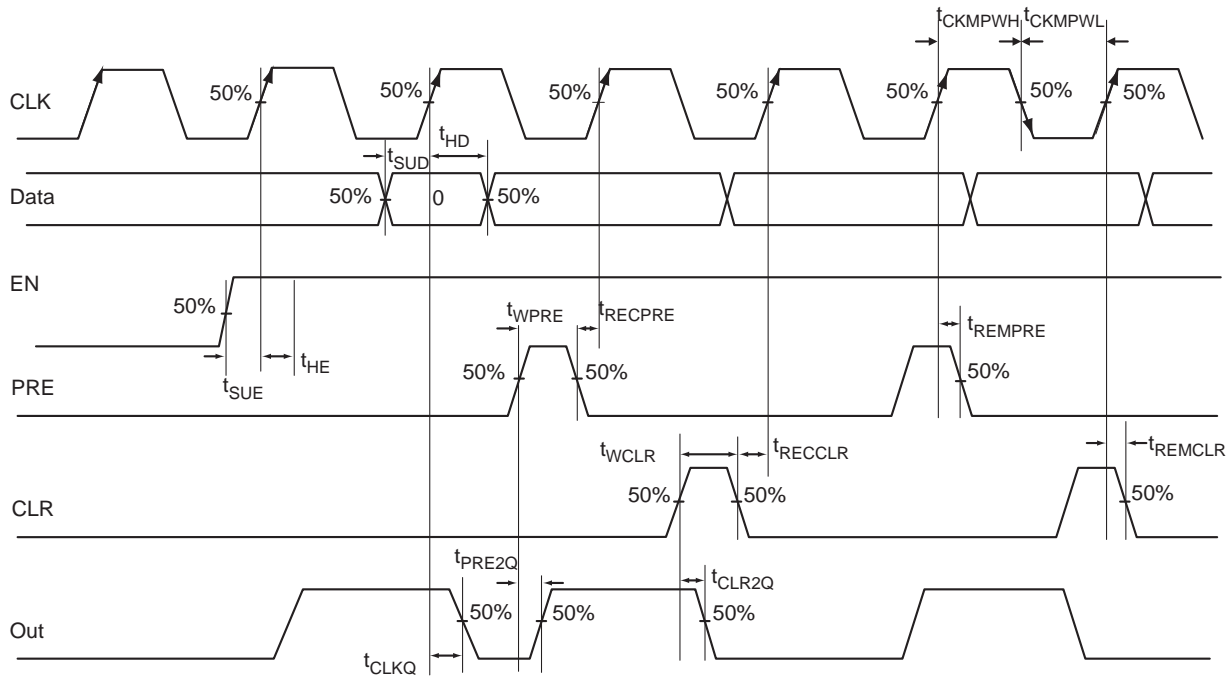 tCKMPWH tCKMPWL
CLK 50% 50% 50% 50% 50% 50% 50%
tSUD tHD
Data 50% 0 50%
EN
50%
tWPRE tRECPRE tREMPRE
tSUE tHE
PRE 50% 50% 50%
tWCLR tRECCLR tREMCLR
CLR 50% 50% 50%
tPRE2Q tCLR2Q
Out 50% 50% 50%
tCLKQ